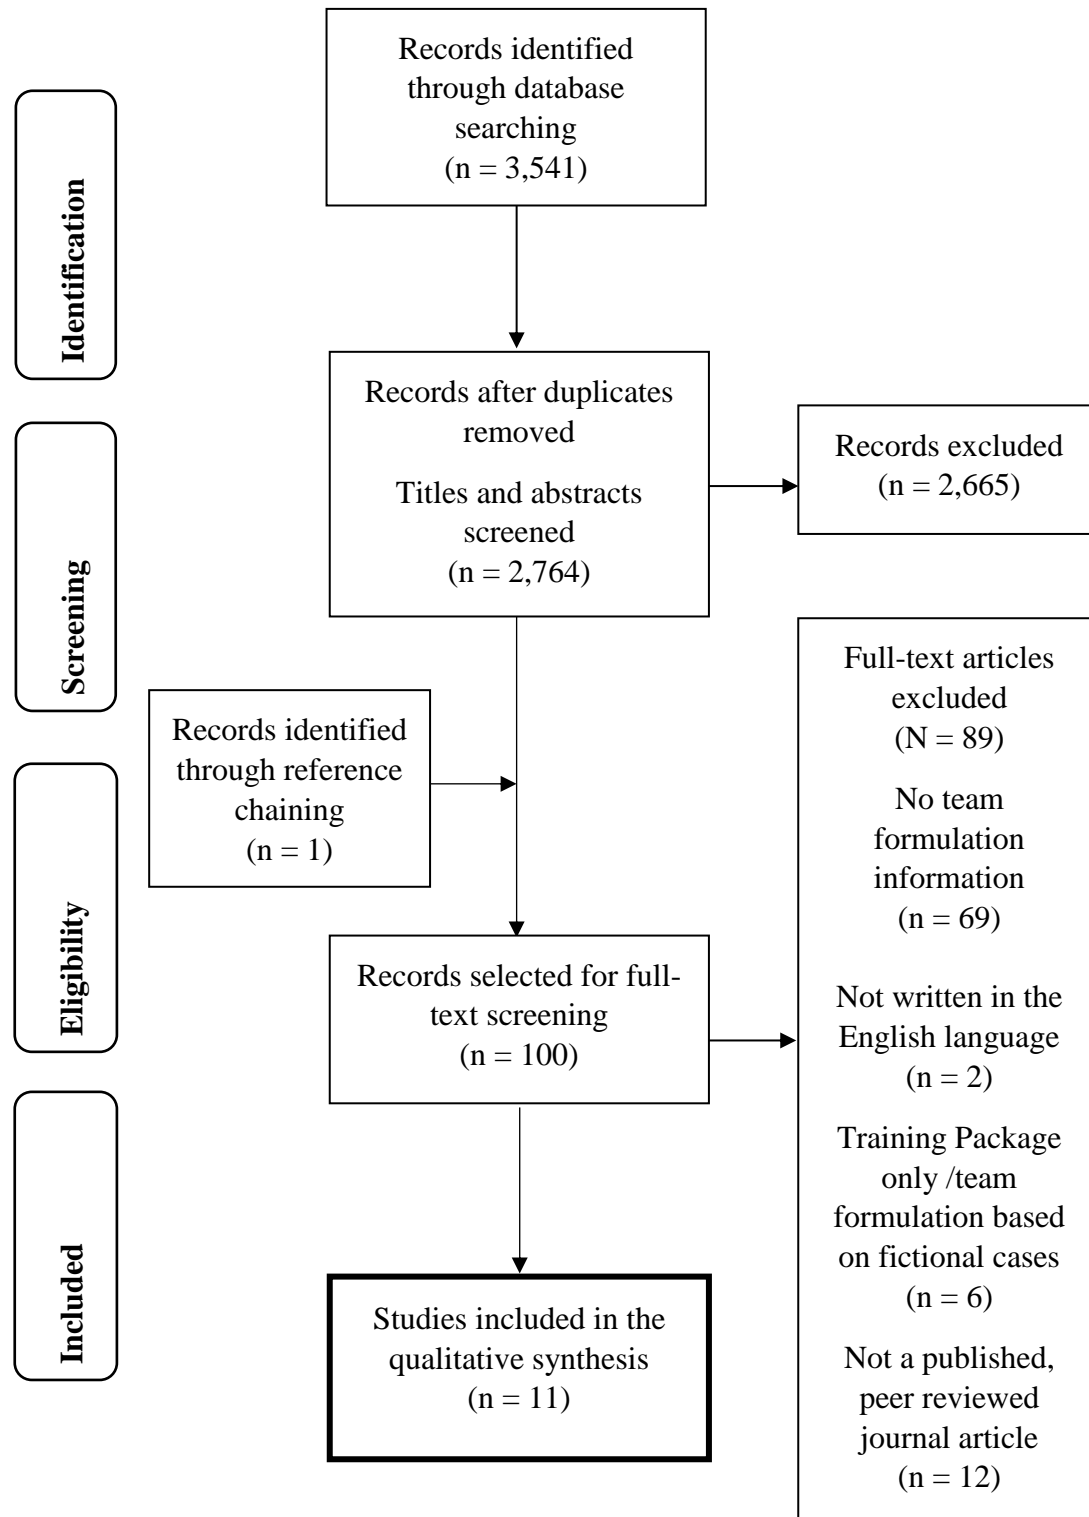 Records identified
through database
searching
(n = 3,541)
Identification
Records after duplicates
removed
Titles and abstracts
screened
(n = 2,764)
Records excluded
(n = 2,665)
Screening
Records identified
through reference
chaining
(n = 1)
Full-text articles
excluded
(N = 89)
No team
formulation
information
(n = 69)
Not written in the
English language
(n = 2)
Training Package
only /team
formulation based
on fictional cases
(n = 6)
Not a published,
peer reviewed
journal article
(n = 12)
Eligibility
Records selected for full-
text screening
(n = 100)
Included
Studies included in the
qualitative synthesis
(n = 11)